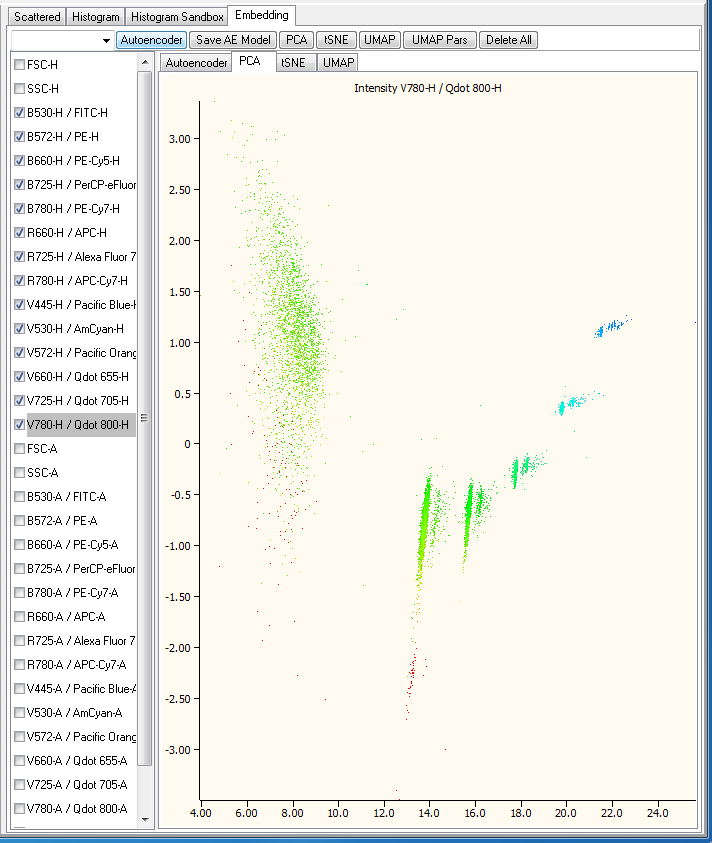 Scattered Histogram Histogram Sandbox Embedding
Autoencoder Save AE Model PCA tSNE UMAP UMAP Pars Delete All
Autoencoder PCA tSNE UMAP
FSC-H
SSC-H
B530-H / FITC-H
B572-H / PE-H
B660-H / PE-Cy5-H
B725-H / PerCP-eFluor
B780-H / PE-Cy7-H
R660-H / APC-H
R725-H / Alexa Fluor 7
R780-H / APC-Cy7-H
V445-H / Pacific Blue-H
V530-H / AmCyan-H
V572-H / Pacific Orang
V660-H / Qdot 655-H
V725-H / Qdot 705-H
V780-H / Qdot 800-H
FSC-A
SSC-A
B530-A / FITC-A
B572-A / PE-A
B660-A / PE-Cy5-A
B725-A / PerCP-eFluor
B780-A / PE-Cy7-A
R660-A / APC-A
R725-A / Alexa Fluor 7
R780-A / APC-Cy7-A
V445-A / Pacific Blue-A
V530-A / AmCyan-A
V572-A / Pacific Orang
V660-A / Qdot 655-A
V725-A / Qdot 705-A
V780-A / Qdot 800-A
Intensity V780-H / Qdot 800-H
3.00
2.50
2.00
1.50
1.00
0.5
0
-0.5
-1.00
-1.50
-2.00
-2.50
-3.00
4.00 6.00 8.00 10.0 12.0 14.0 16.0 18.0 20.0 22.0 24.0